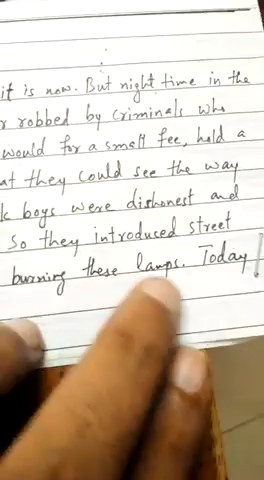 if it is now. But night time in the
r robbed by criminals who
would for a small fee, hold a
at they could see the way
k boys were dishonest and
So they introduced street
burning these lamps. Today